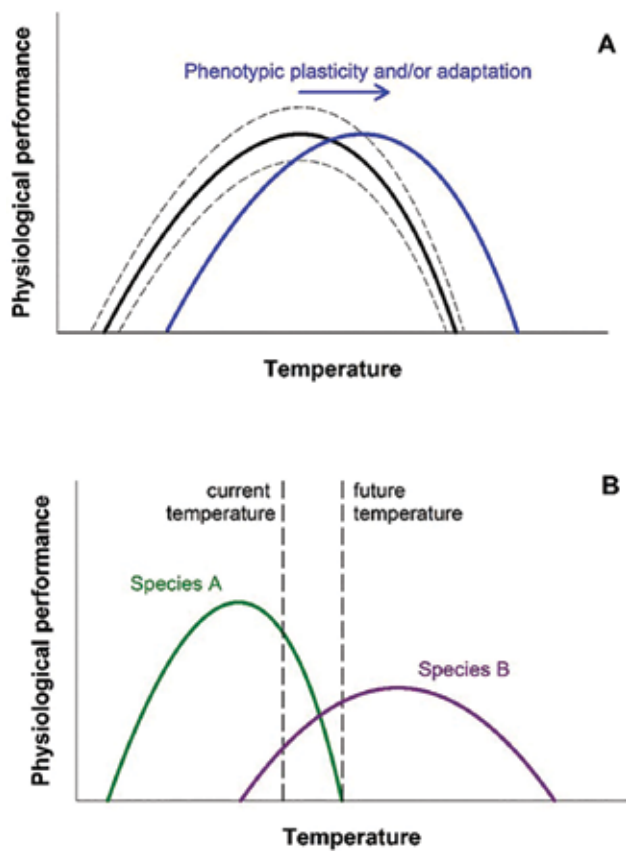 A
Phenotypic plasticity and/or adaptation
Physiological performance
Temperature
B
current
temperature
future
temperature
Species A
Species B
Physiological performance
Temperature